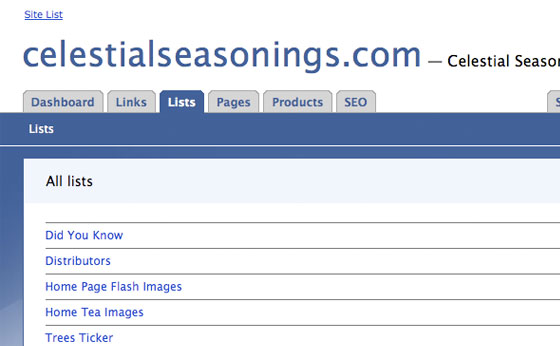 Site List
celestialseasonings.com — Celestial Season
Dashboard Links Lists Pages Products SEO S
Lists
All lists
Did You Know
Distributors
Home Page Flash Images
Home Tea Images
Trees Ticker